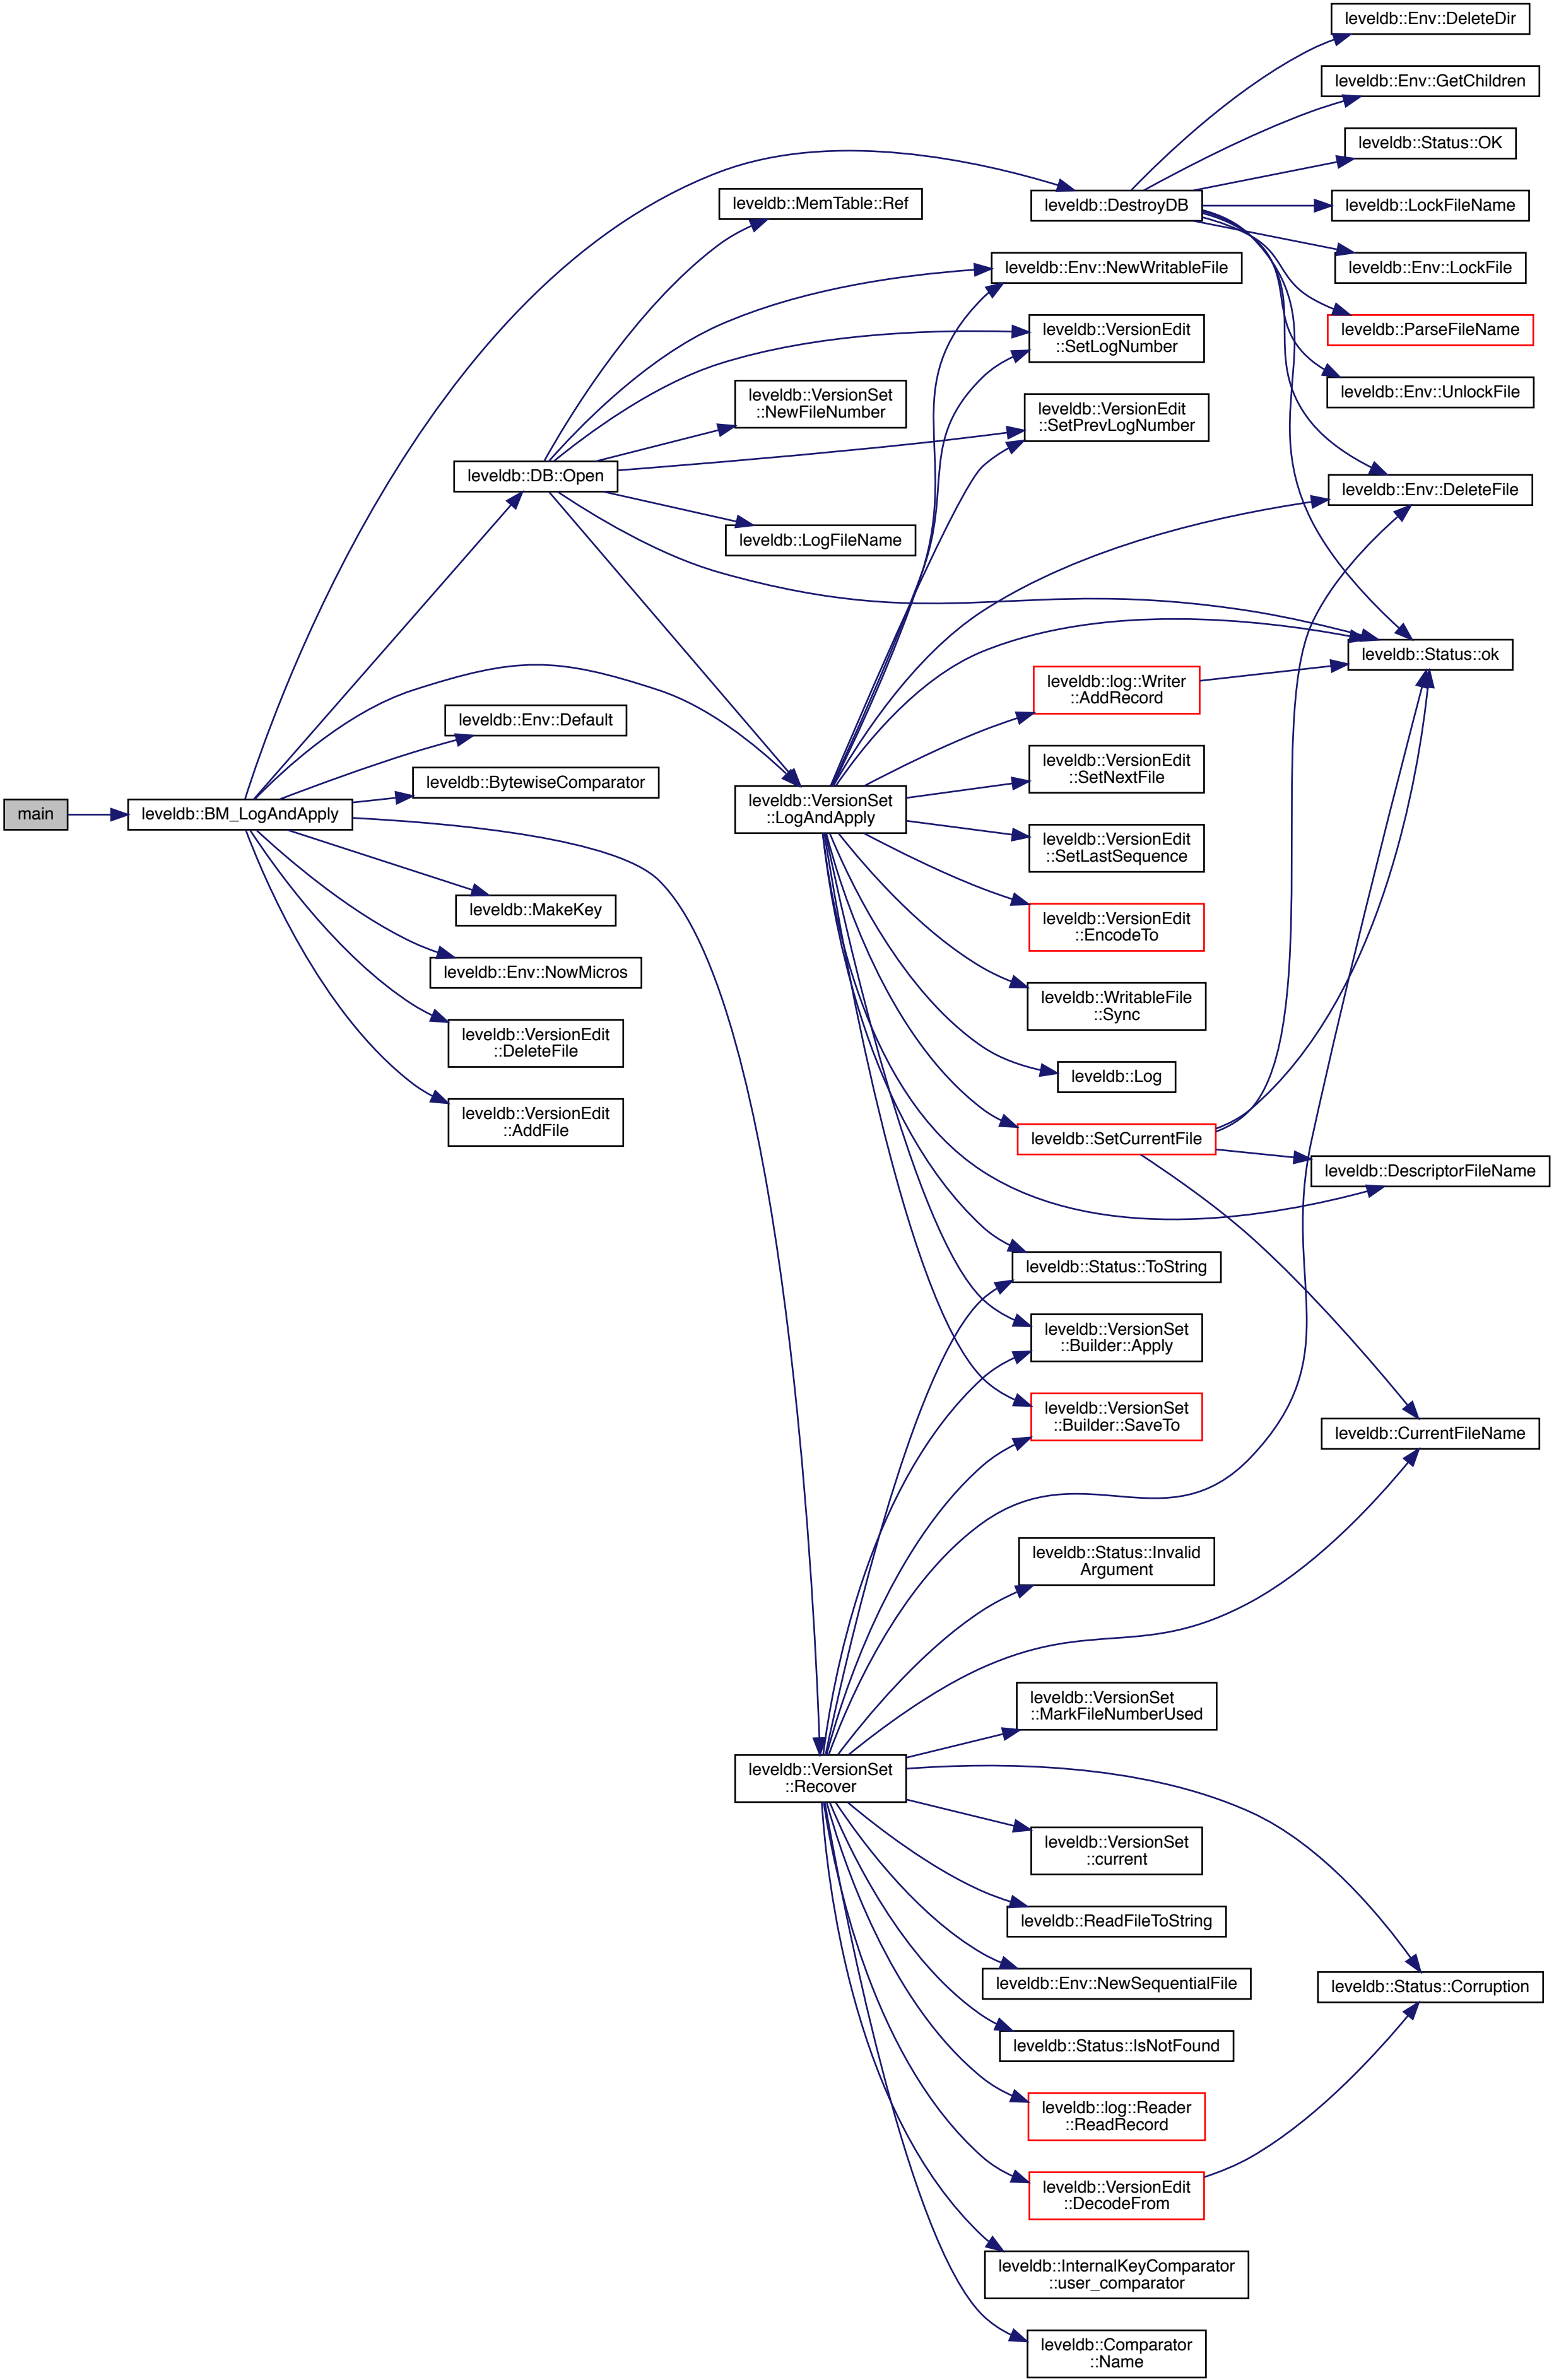 leveldb::Env::DeleteDir
leveldb::Env::GetChildren
leveldb::Status::OK
leveldb::MemTable::Ref
leveldb::DestroyDB
leveldb::LockFileName
leveldb::Env::NewWritableFile
leveldb::Env::LockFile
leveldb::VersionEdit
::SetLogNumber
leveldb::ParseFileName
leveldb::VersionSet
::NewFileNumber
leveldb::VersionEdit
::SetPrevLogNumber
leveldb::Env::UnlockFile
leveldb::DB::Open
leveldb::Env::DeleteFile
leveldb::LogFileName
leveldb::Status::ok
leveldb::log::Writer
::AddRecord
leveldb::Env::Default
leveldb::BytewiseComparator
leveldb::VersionEdit
::SetNextFile
main
leveldb::BM_LogAndApply
leveldb::VersionSet
::LogAndApply
leveldb::VersionEdit
::SetLastSequence
leveldb::MakeKey
leveldb::VersionEdit
::EncodeTo
leveldb::Env::NowMicros
leveldb::WritableFile
::Sync
leveldb::VersionEdit
::DeleteFile
leveldb::Log
leveldb::VersionEdit
::AddFile
leveldb::SetCurrentFile
leveldb::DescriptorFileName
leveldb::Status::ToString
leveldb::VersionSet
::Builder::Apply
leveldb::VersionSet
::Builder::SaveTo
leveldb::CurrentFileName
leveldb::Status::Invalid
Argument
leveldb::VersionSet
::MarkFileNumberUsed
leveldb::VersionSet
::Recover
leveldb::VersionSet
::current
leveldb::ReadFileToString
leveldb::Env::NewSequentialFile
leveldb::Status::Corruption
leveldb::Status::IsNotFound
leveldb::log::Reader
::ReadRecord
leveldb::VersionEdit
::DecodeFrom
leveldb::InternalKeyComparator
::user_comparator
leveldb::Comparator
::Name